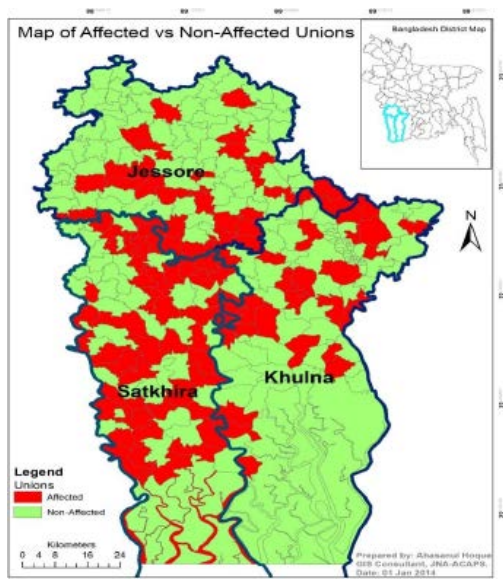 Map of Affected vs Non-Affected Unions
Bangladesh District Map
N
Jessore
Satkhira
Khulna
Legend
Unions
Affected
Non-Affected
Kilometers
0 4 8 16 24
Prepared by: Ahasanul Hoque
GIS Consultant, JNA-ACAPS.
Date: 01 Jan 2014